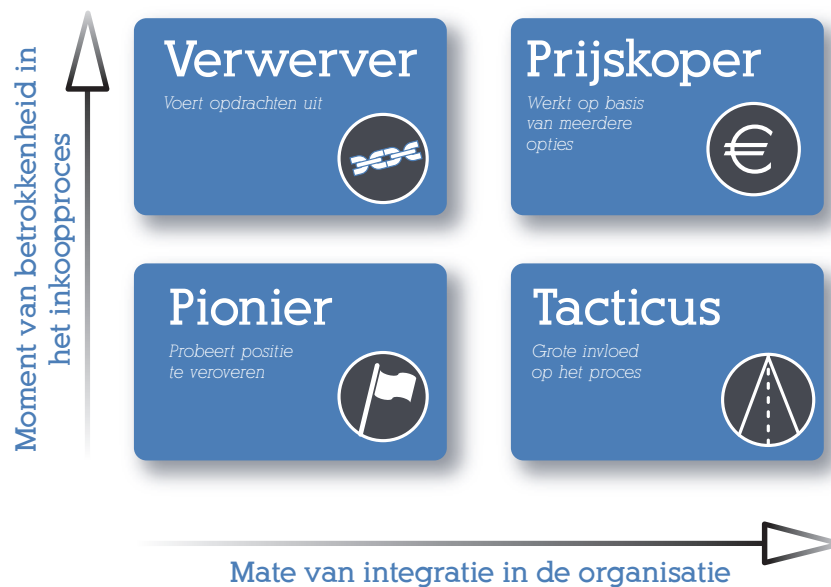 Moment van betrokkenheid in
het inkoopproces
Verwerver
Voert opdrachten uit
Prijskoper
Werkt op basis
van meerdere
opties
€
Pionier
Probeert positie
te veroveren
Tacticus
Grote invloed
op het proces
Mate van integratie in de organisatie